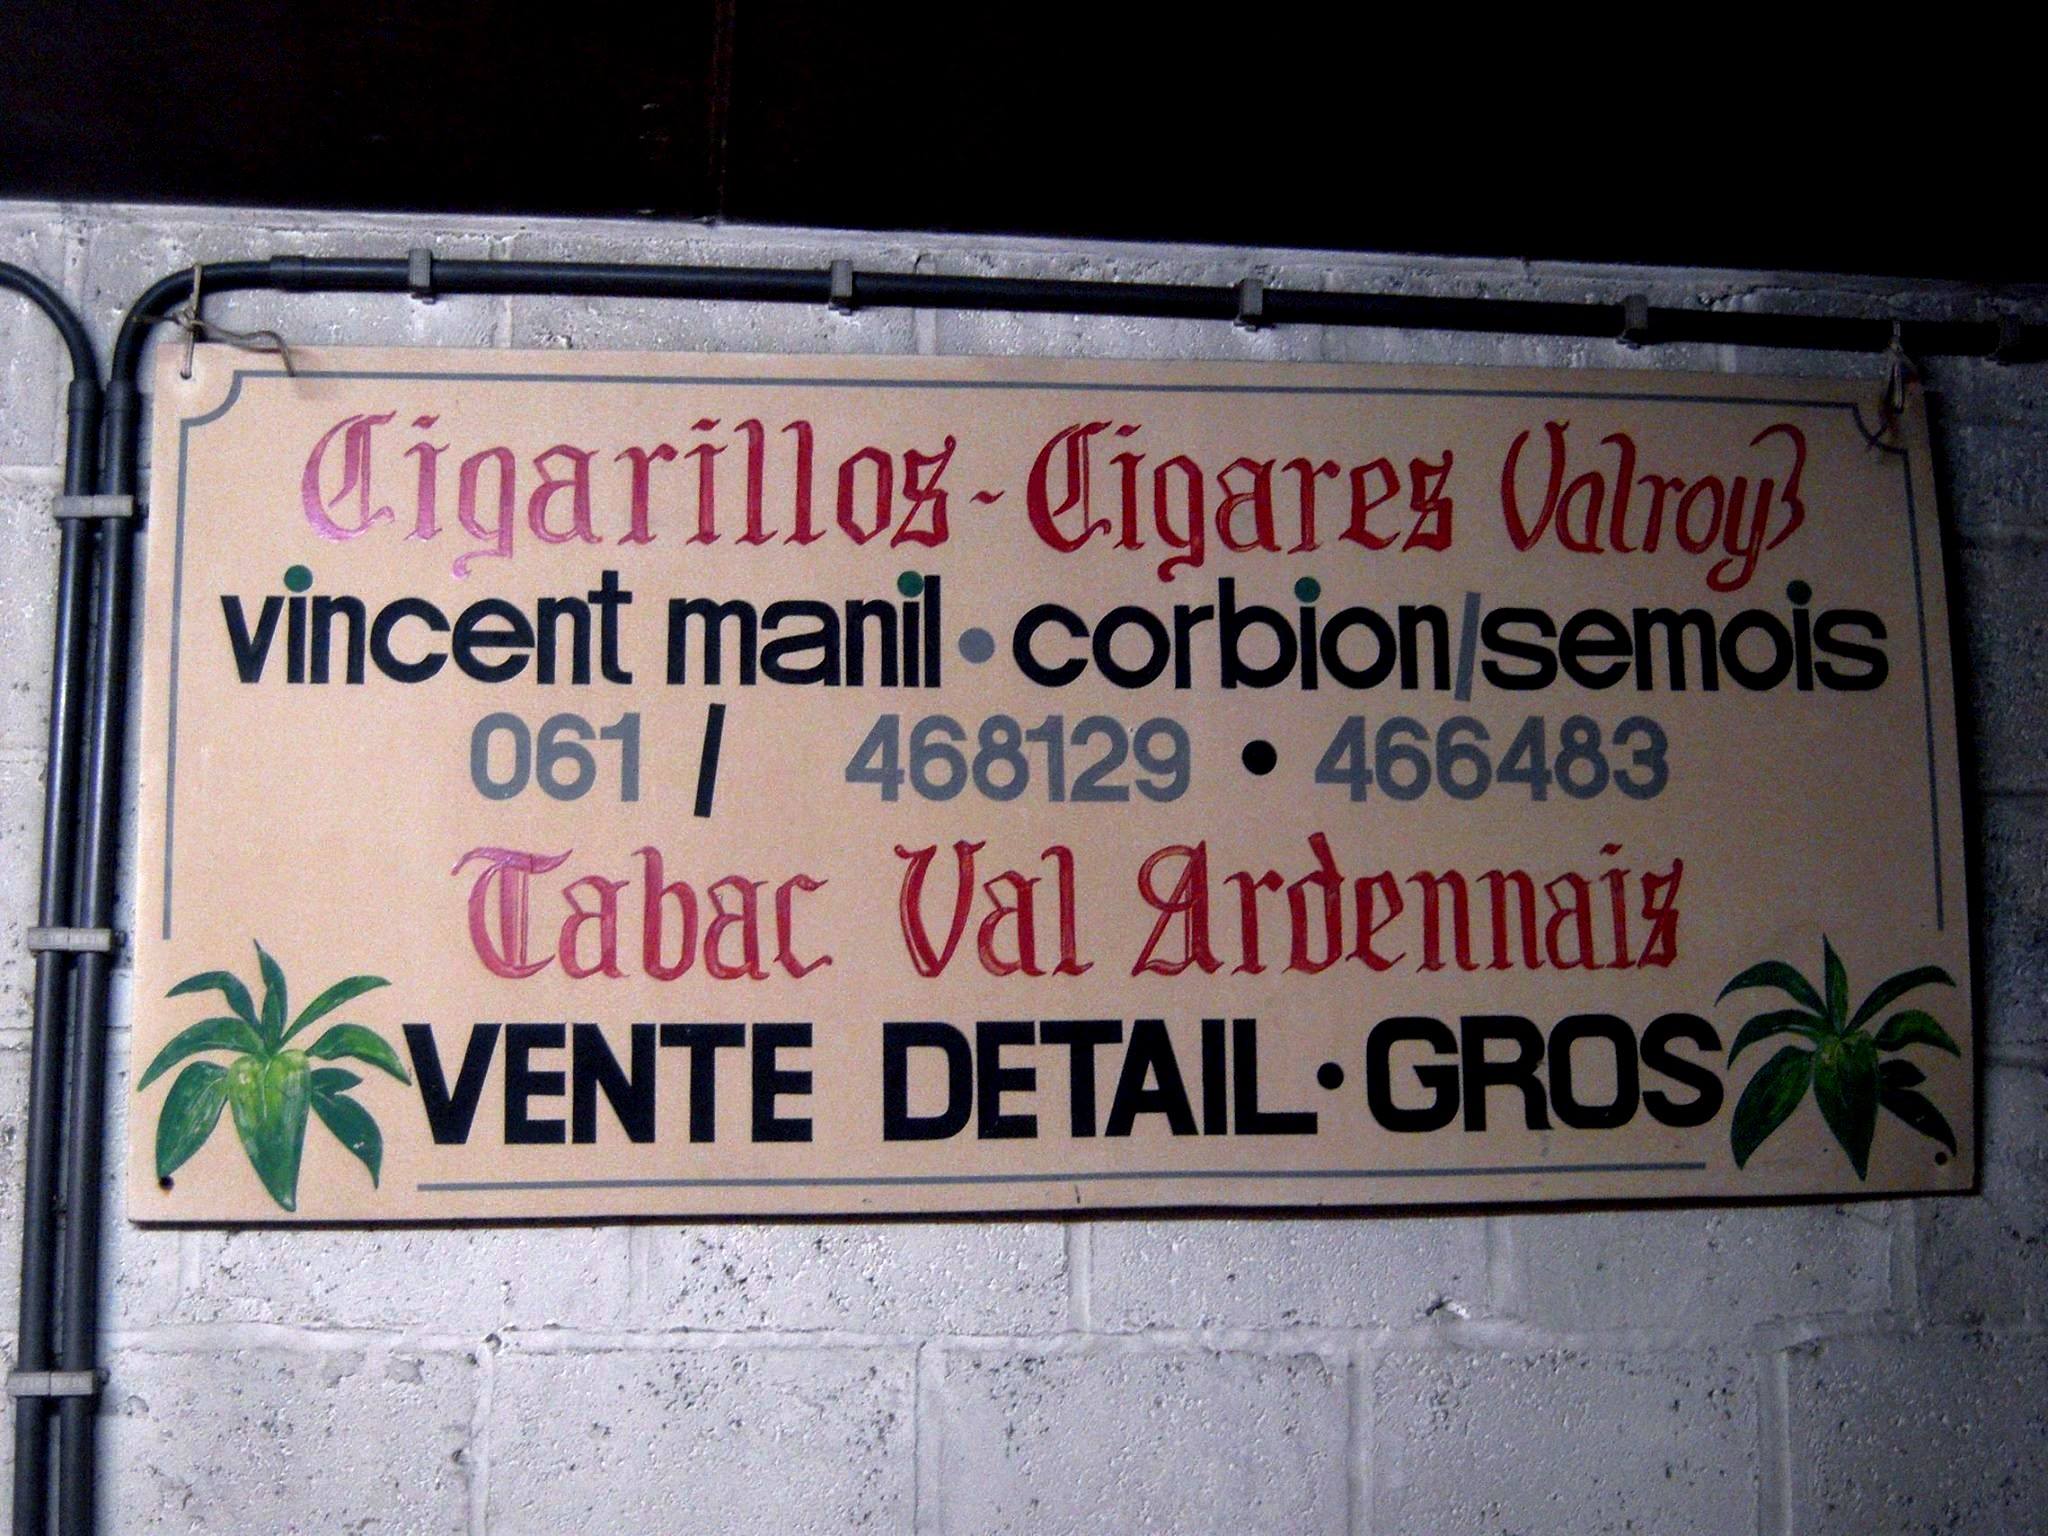 Cigarillos - Cigares Valroy
vincent manil • corbion/semois
061 / 468129 • 466483
Tabac Val Ardennais
VENTE DETAIL • GROS